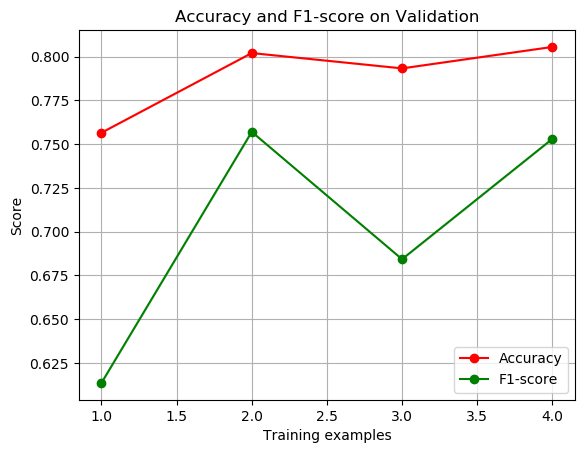 Accuracy and F1-score on Validation
0.800
0.775
0.750
0.725
0.700
0.675
0.650
0.625
Score
1.0 1.5 2.0 2.5 3.0 3.5 4.0
Training examples
Accuracy
F1-score